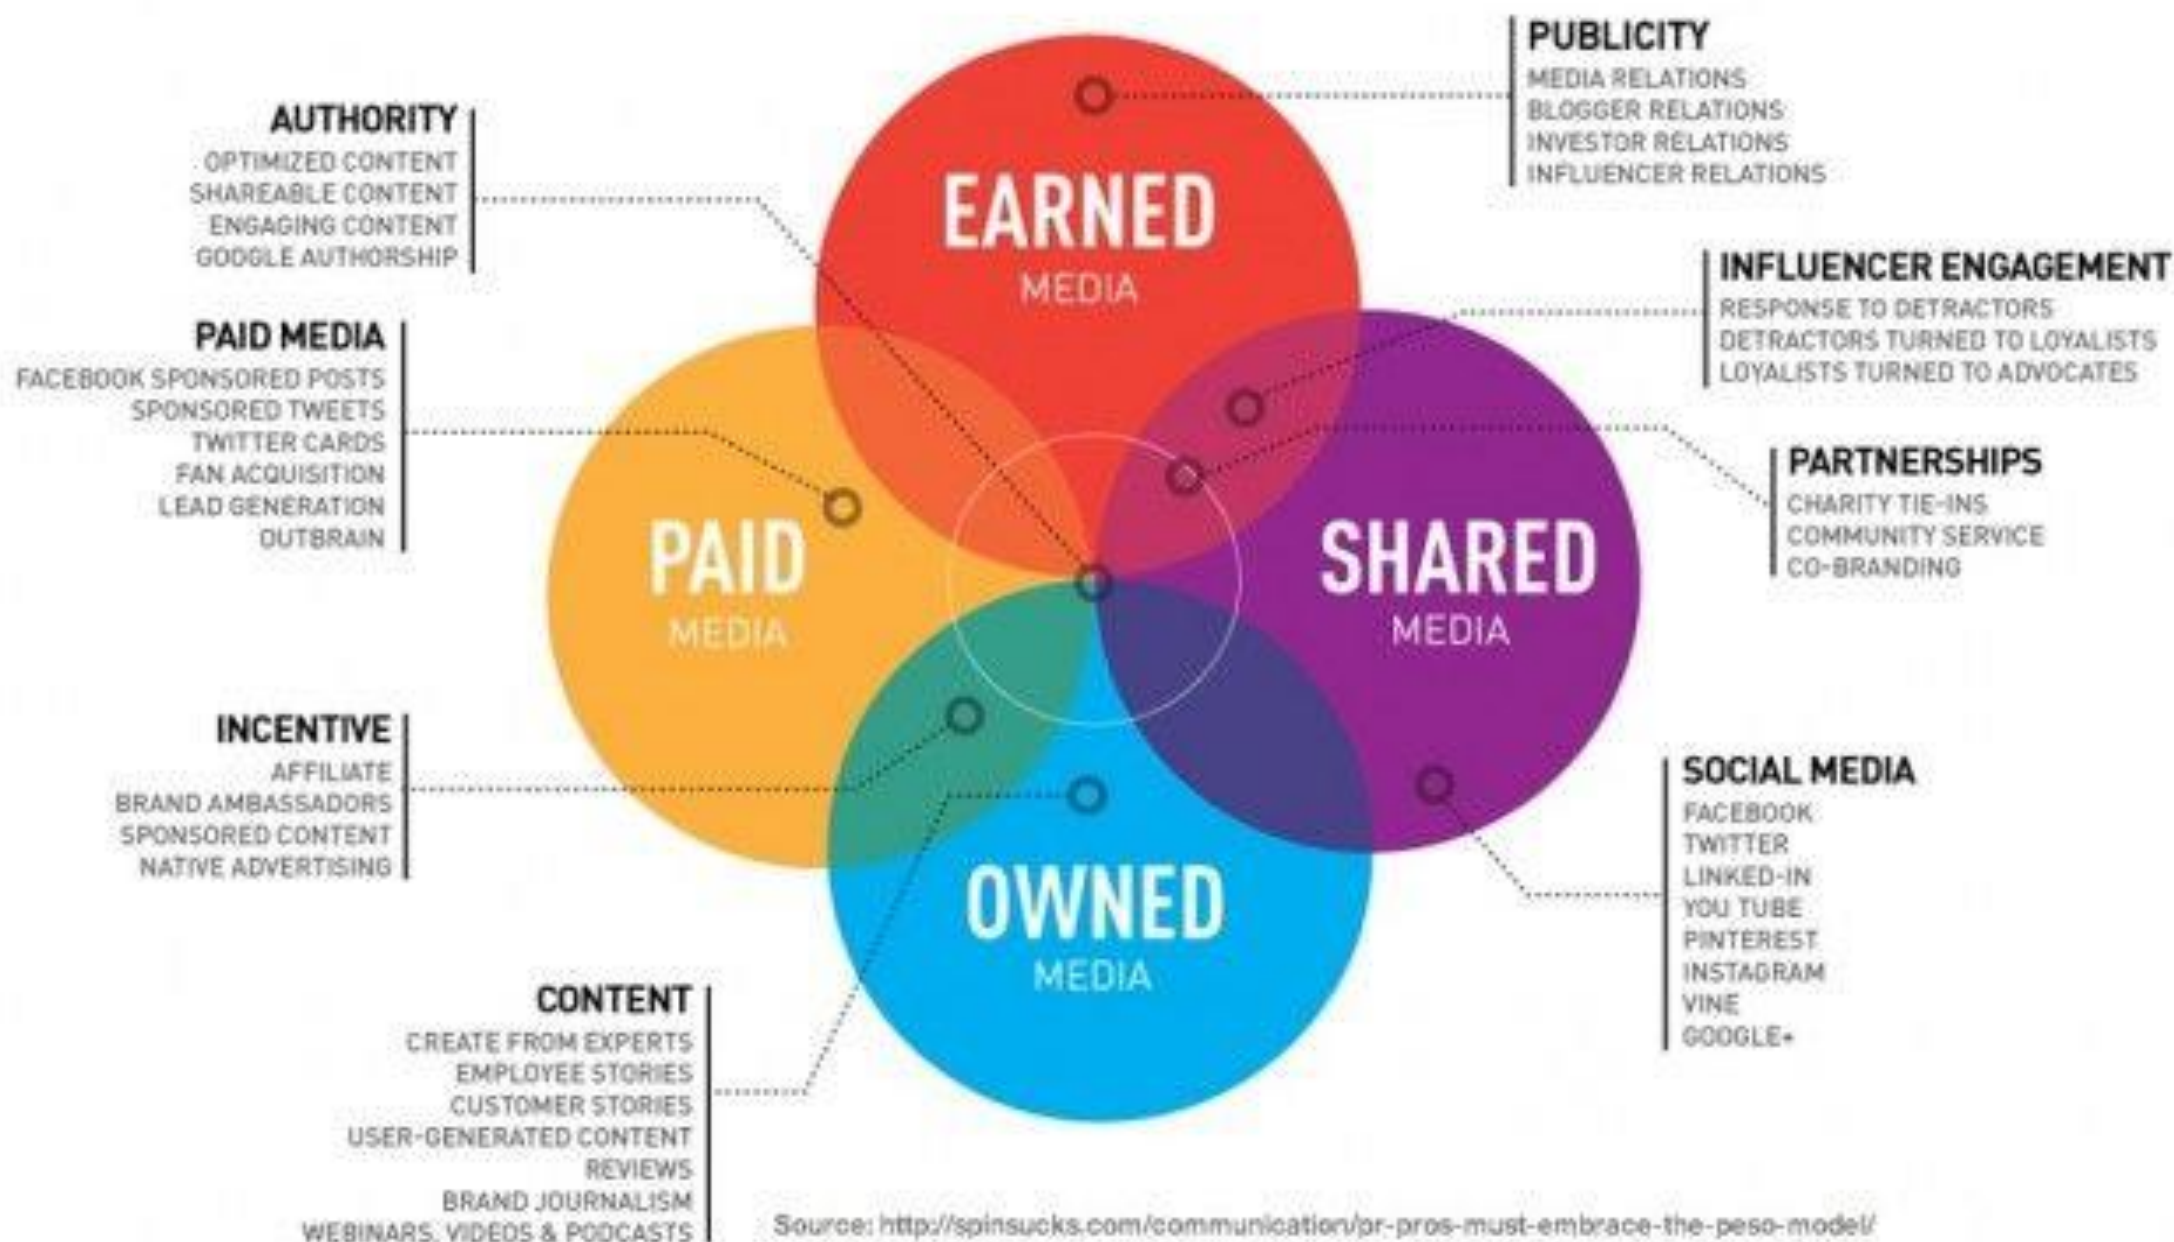 PUBLICITY
MEDIA RELATIONS
BLOGGER RELATIONS
INVESTOR RELATIONS
INFLUENCER RELATIONS
AUTHORITY
OPTIMIZED CONTENT
SHAREABLE CONTENT
ENGAGING CONTENT
GOOGLE AUTHORSHIP
EARNED
MEDIA
INFLUENCER ENGAGEMENT
RESPONSE TO DETRACTORS
DETRACTORS TURNED TO LOYALISTS
LOYALISTS TURNED TO ADVOCATES
PAID MEDIA
FACEBOOK SPONSORED POSTS
SPONSORED TWEETS
TWITTER CARDS
FAN ACQUISITION
LEAD GENERATION
OUTBRAIN
PARTNERSHIPS
CHARITY TIE-INS
COMMUNITY SERVICE
CO-BRANDING
PAID
MEDIA
SHARED
MEDIA
INCENTIVE
AFFILIATE
BRAND AMBASSADORS
SPONSORED CONTENT
NATIVE ADVERTISING
SOCIAL MEDIA
FACEBOOK
TWITTER
LINKED-IN
YOU TUBE
PINTEREST
INSTAGRAM
VINE
GOOGLE+
OWNED
MEDIA
CONTENT
CREATE FROM EXPERTS
EMPLOYEE STORIES
CUSTOMER STORIES
USER-GENERATED CONTENT
REVIEWS
BRAND JOURNALISM
WEBINARS, VIDEOS & PODCASTS
Source: http://spinsucks.com/communication/pr-pros-must-embrace-the-peso-model/